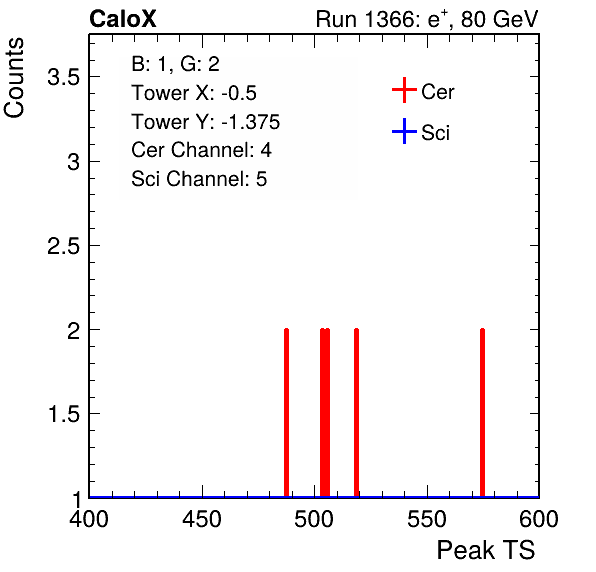 CaloX Run 1366: e⁺, 80 GeV
Counts
B: 1, G: 2
Tower X: -0.5
Tower Y: -1.375
Cer Channel: 4
Sci Channel: 5
Cer
Sci
3.5
3
2.5
2
1.5
1
400 450 500 550 600
Peak TS